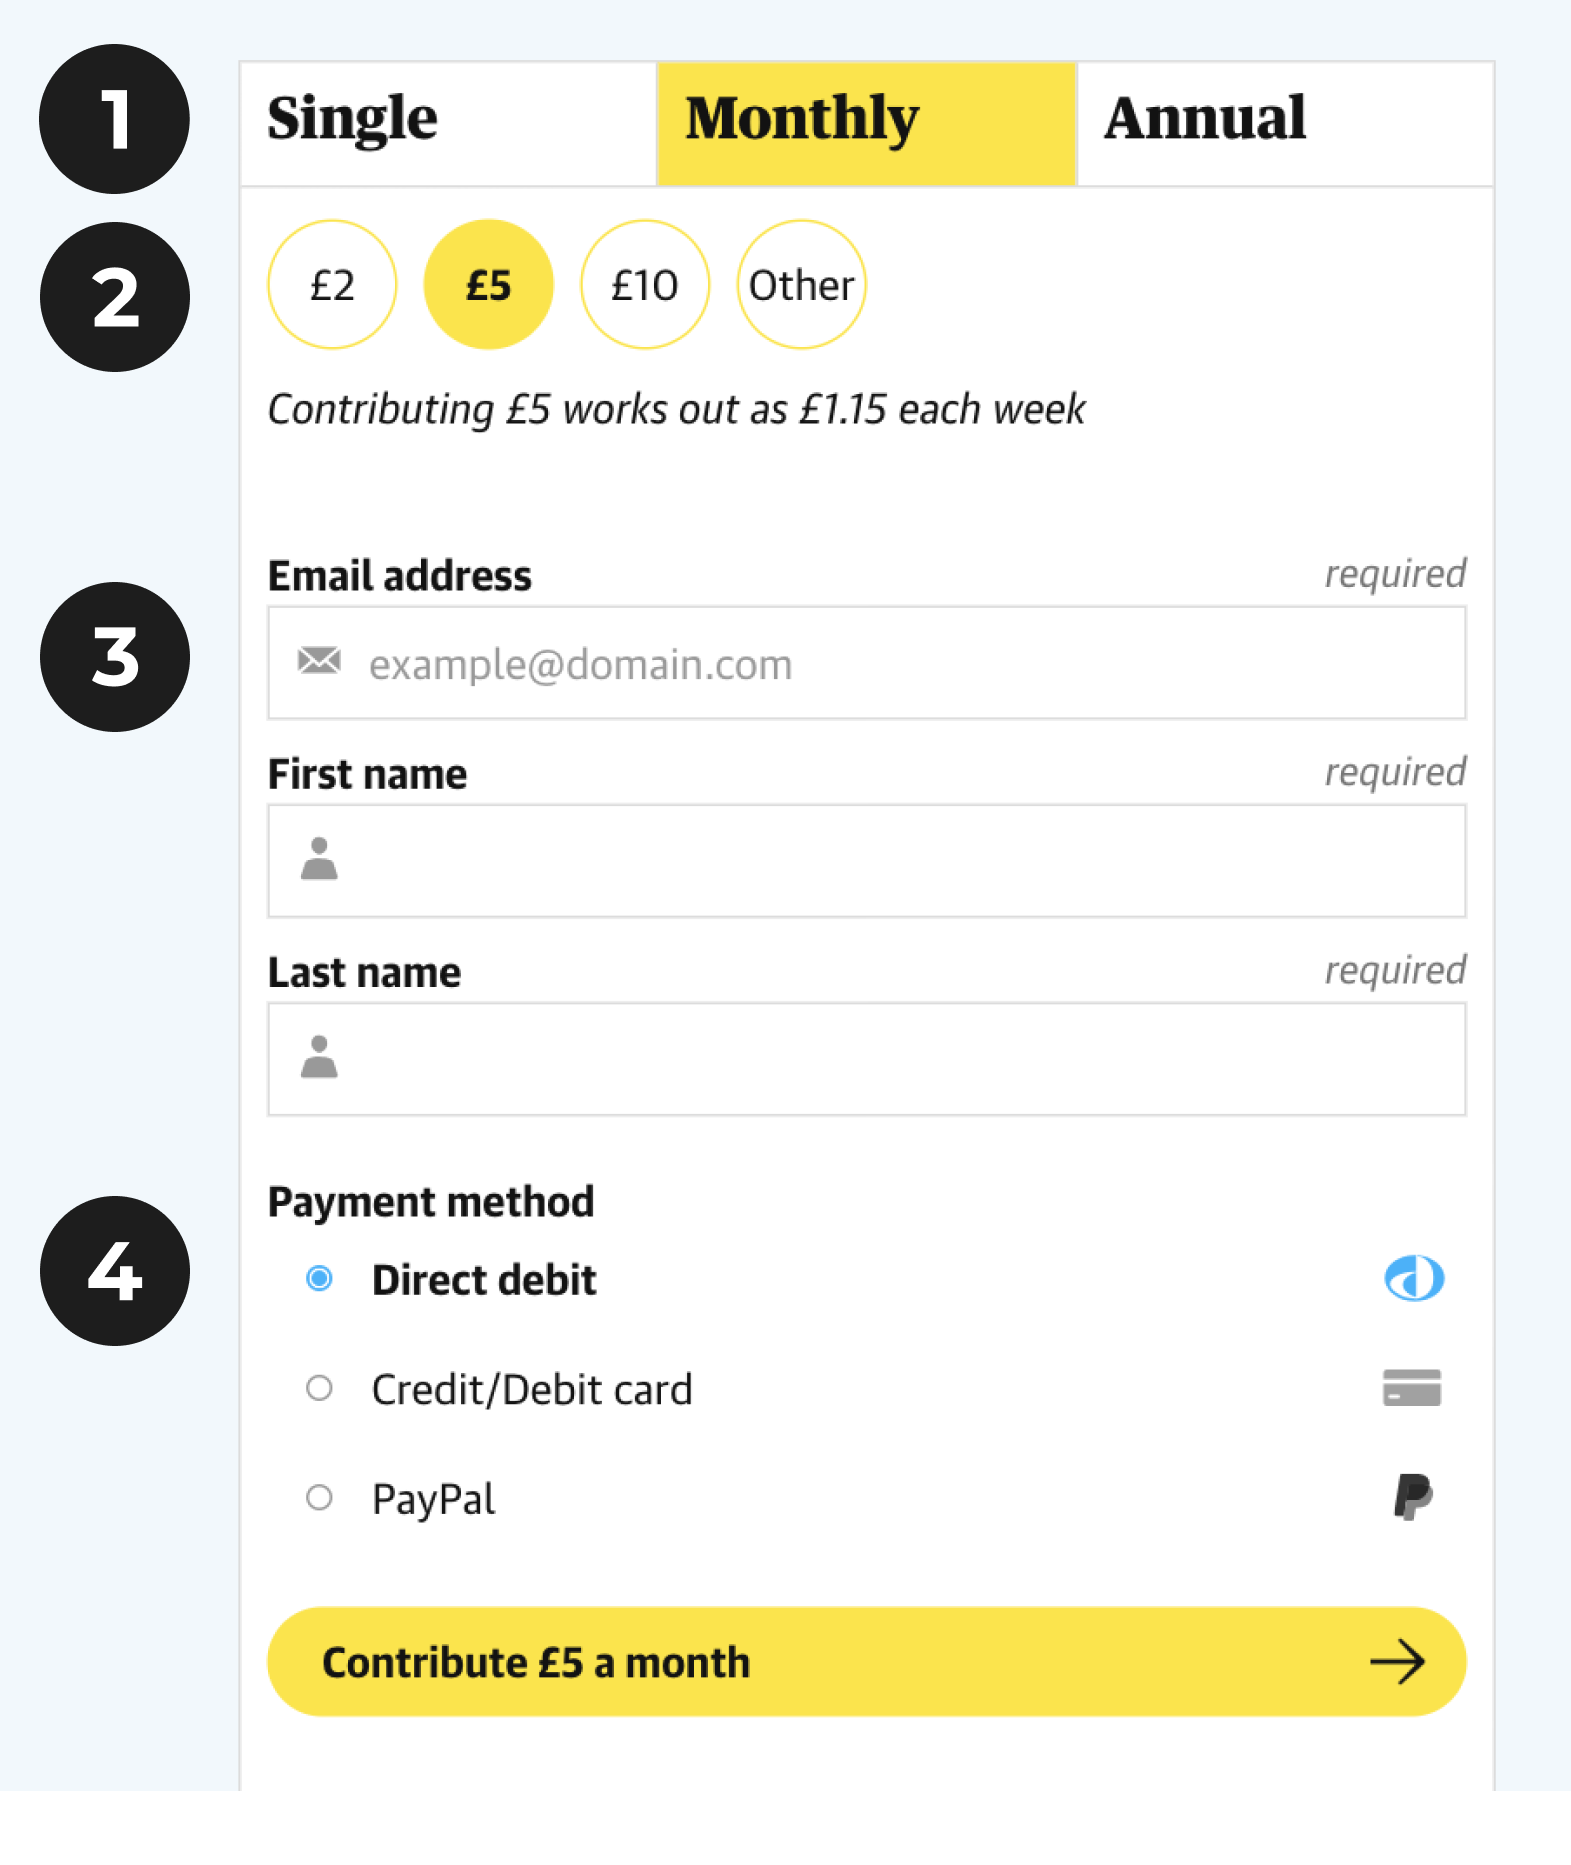 1
Single Monthly Annual
2
£2 £5 £10 Other
Contributing £5 works out as £1.15 each week
Email address required
3
example@domain.com
First name required
Last name required
Payment method
4
Direct debit
Credit/Debit card
PayPal
Contribute £5 a month